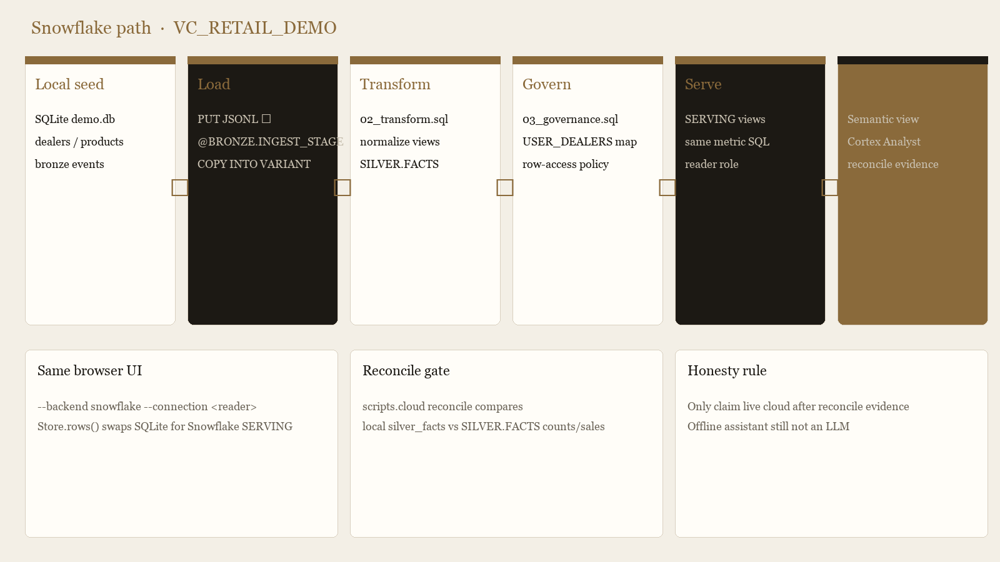 Snowflake path · VC_RETAIL_DEMO
Local seed
SQLite demo.db
dealers / products
bronze events
Load
PUT JSONL □
@BRONZE.INGEST_STAGE
COPY INTO VARIANT
Transform
02_transform.sql
normalize views
SILVER.FACTS
Govern
03_governance.sql
USER_DEALERS map
row-access policy
Serve
SERVING views
same metric SQL
reader role
Semantic view
Cortex Analyst
reconcile evidence
Same browser UI
--backend snowflake --connection <reader>
Store.rows() swaps SQLite for Snowflake SERVING
Reconcile gate
scripts.cloud reconcile compares
local silver_facts vs SILVER.FACTS counts/sales
Honesty rule
Only claim live cloud after reconcile evidence
Offline assistant still not an LLM